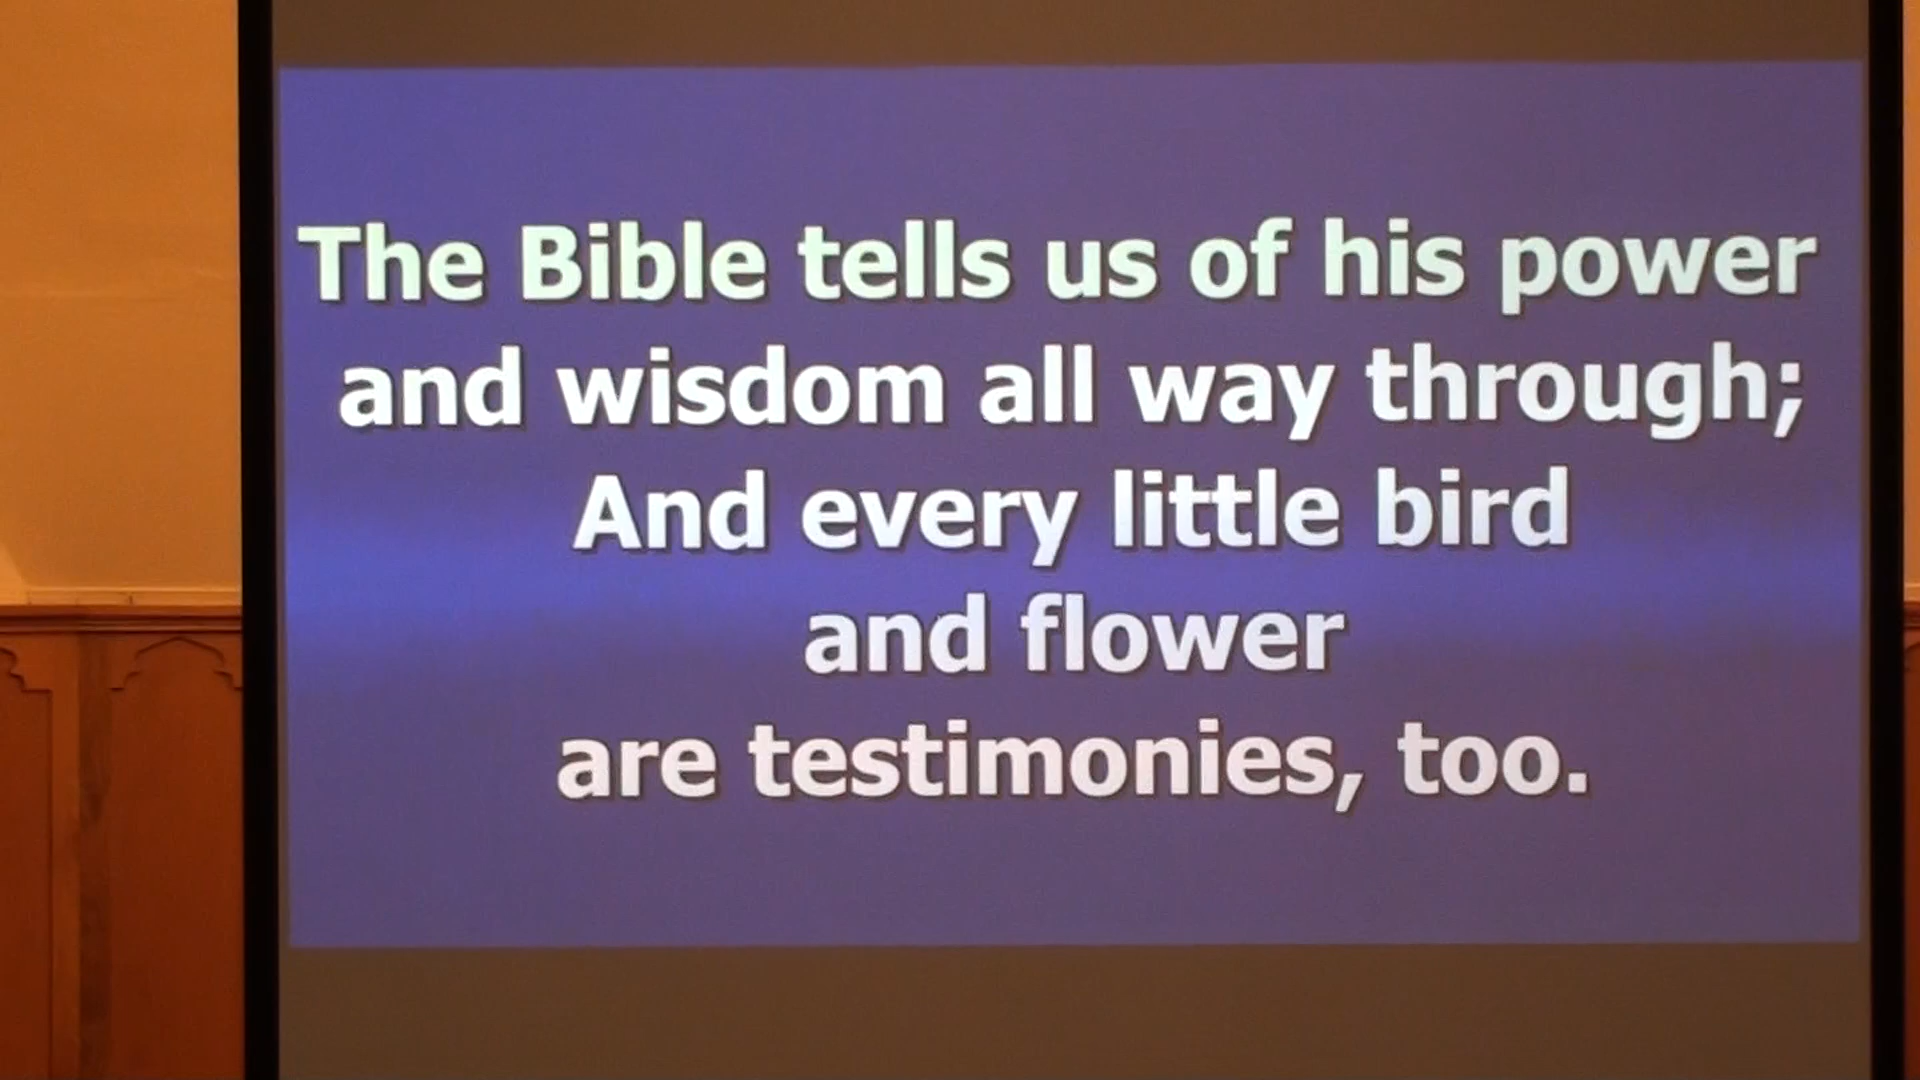 The Bible tells us of his power
and wisdom all way through;
And every little bird
and flower
are testimonies, too.